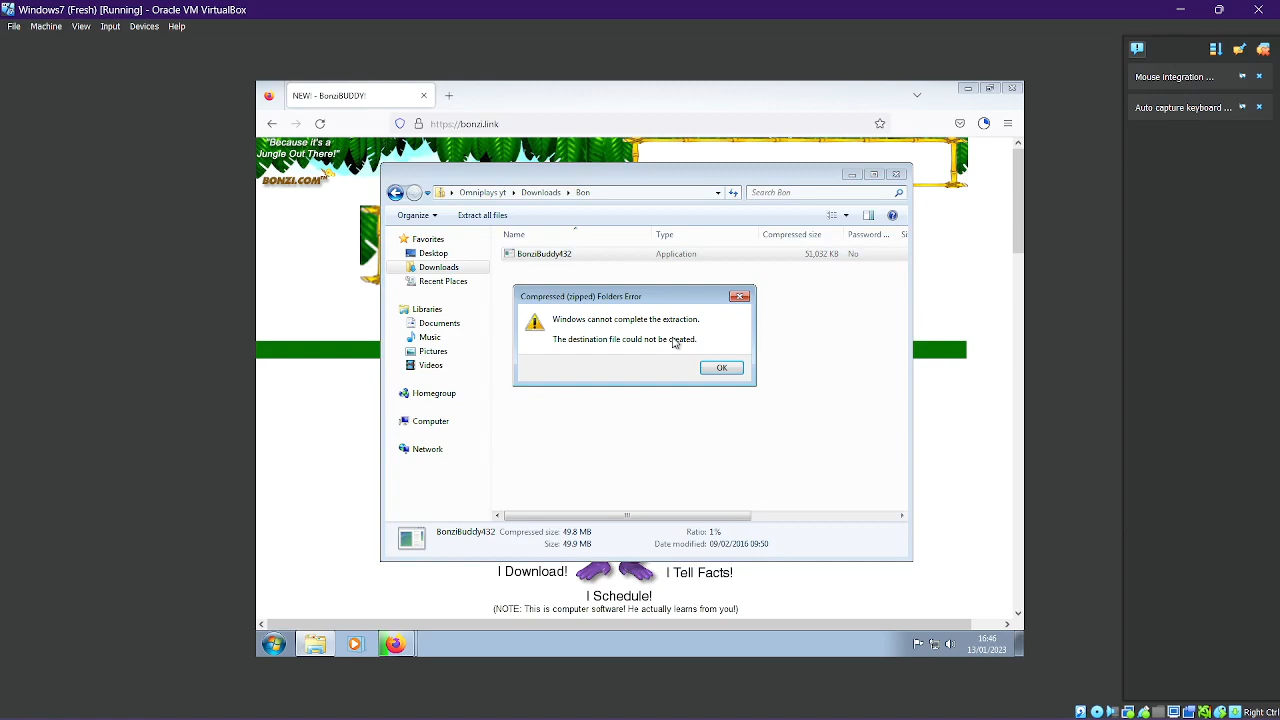 Windows7 (Fresh) [Running] - Oracle VM VirtualBox
File Machine View Input Devices Help
Mouse integration ...
Auto capture keyboard ...
NEW! - BonziBUDDY!
https://bonzi.link
"Because it's a
Jungle Out There!"
BONZI.COM™
Omniplays yt Downloads Bon
Search Bon
Organize Extract all files
Name Type Compressed size Password ... Si
Favorites
Desktop
Downloads
Recent Places
Libraries
Documents
Music
Pictures
Videos
Homegroup
Computer
Network
BonziBuddy432 Application 51,032 KB No
Compressed (zipped) Folders Error
Windows cannot complete the extraction.
The destination file could not be created.
OK
BonziBuddy432 Compressed size: 49.8 MB Ratio: 1%
Size: 49.9 MB Date modified: 09/02/2016 09:50
I Download! I Tell Facts!
I Schedule!
(NOTE: This is computer software! He actually learns from you!)
16:46
13/01/2023
Right Ctrl